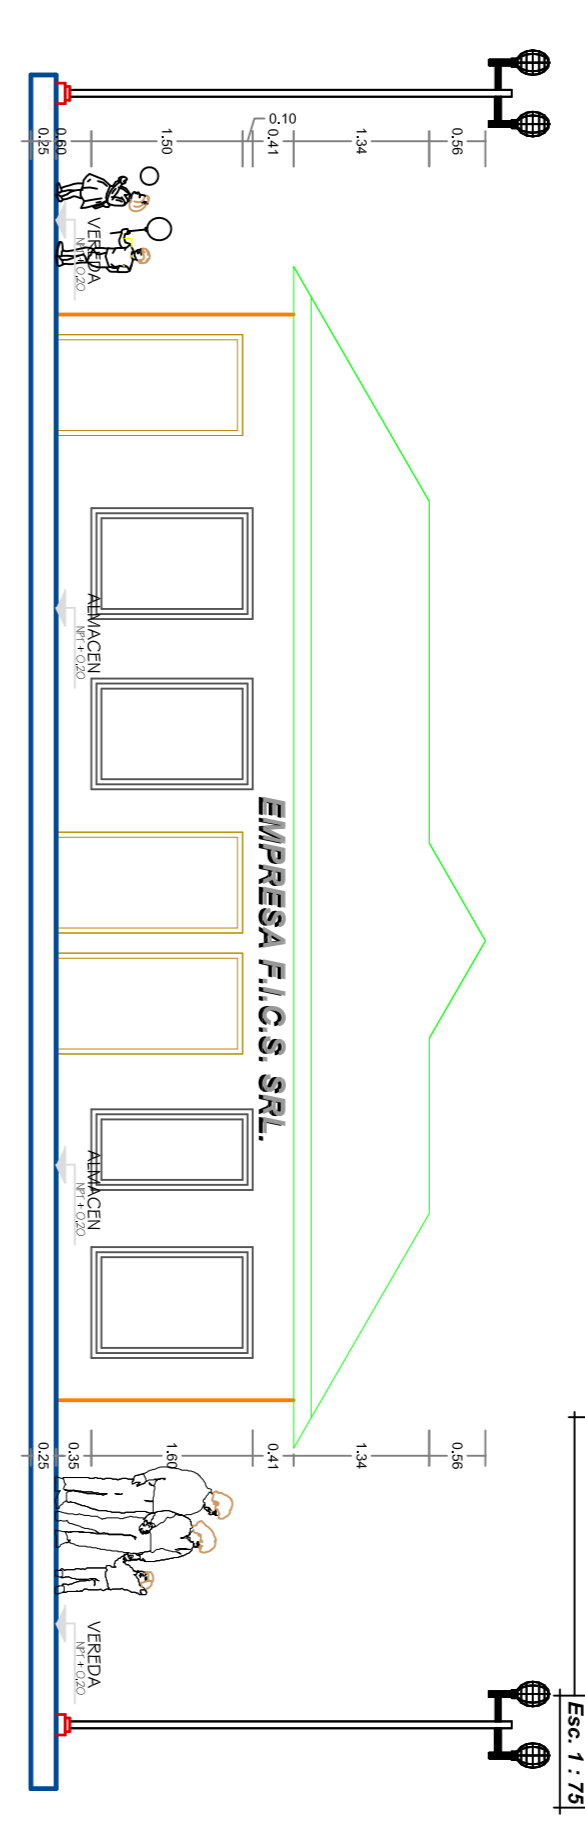 0.56
1.34
0.41
0.10
1.50
0.60
0.25
VEREDA
NPT + 0,20
EMPRESA F.I.C.S. SRL.
ALMACEN
NPT + 0,20
ALMACEN
NPT + 0,20
0.56
1.34
0.41
1.60
0.35
0.25
VEREDA
NPT + 0,20
Esc. 1 : 75